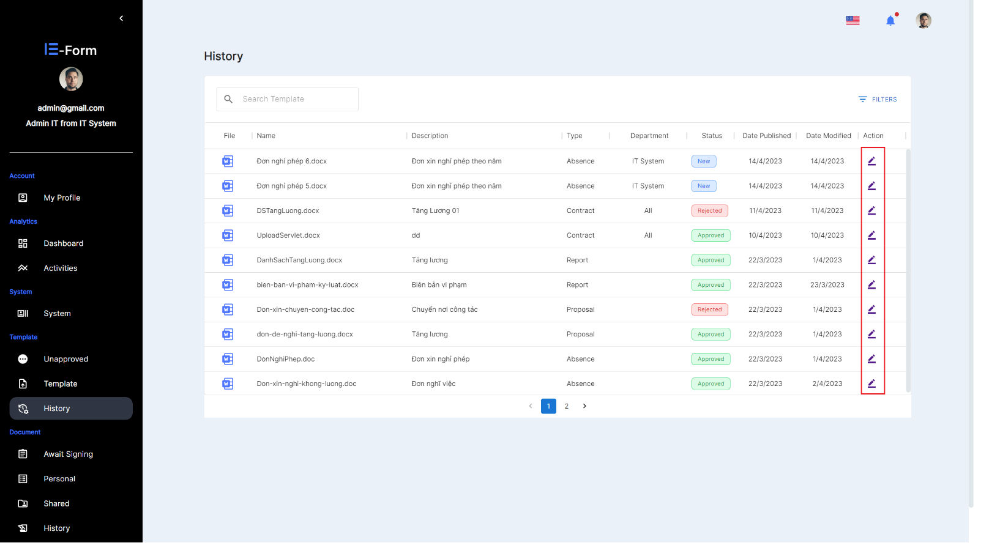 E-Form
admin@gmail.com
Admin IT from IT System
Account
My Profile
Analytics
Dashboard
Activities
System
System
Template
Unapproved
Template
History
Document
Await Signing
Personal
Shared
History
History
Search Template
FILTERS
File Name Description Type Department Status Date Published Date Modified Action
Đơn nghỉ phép 6.docx Đơn xin nghỉ phép theo năm Absence IT System New 14/4/2023 14/4/2023
Đơn nghỉ phép 5.docx Đơn xin nghỉ phép theo năm Absence IT System New 14/4/2023 14/4/2023
DSTangLuong.docx Tăng Lương 01 Contract All Rejected 11/4/2023 11/4/2023
UploadServlet.docx dd Contract All Approved 10/4/2023 10/4/2023
DanhSachTangLuong.docx Tăng lương Report Approved 22/3/2023 1/4/2023
bien-ban-vi-pham-ky-luat.docx Biên bản vi phạm Report Approved 22/3/2023 23/3/2023
Don-xin-chuyen-cong-tac.doc Chuyển nơi công tác Proposal Rejected 22/3/2023 1/4/2023
don-de-nghi-tang-luong.docx Tăng lương Proposal Approved 22/3/2023 1/4/2023
DonNghiPhep.doc Đơn xin nghỉ phép Absence Approved 22/3/2023 1/4/2023
Don-xin-nghi-khong-luong.doc Đơn nghĩ việc Absence Approved 22/3/2023 2/4/2023
1 2